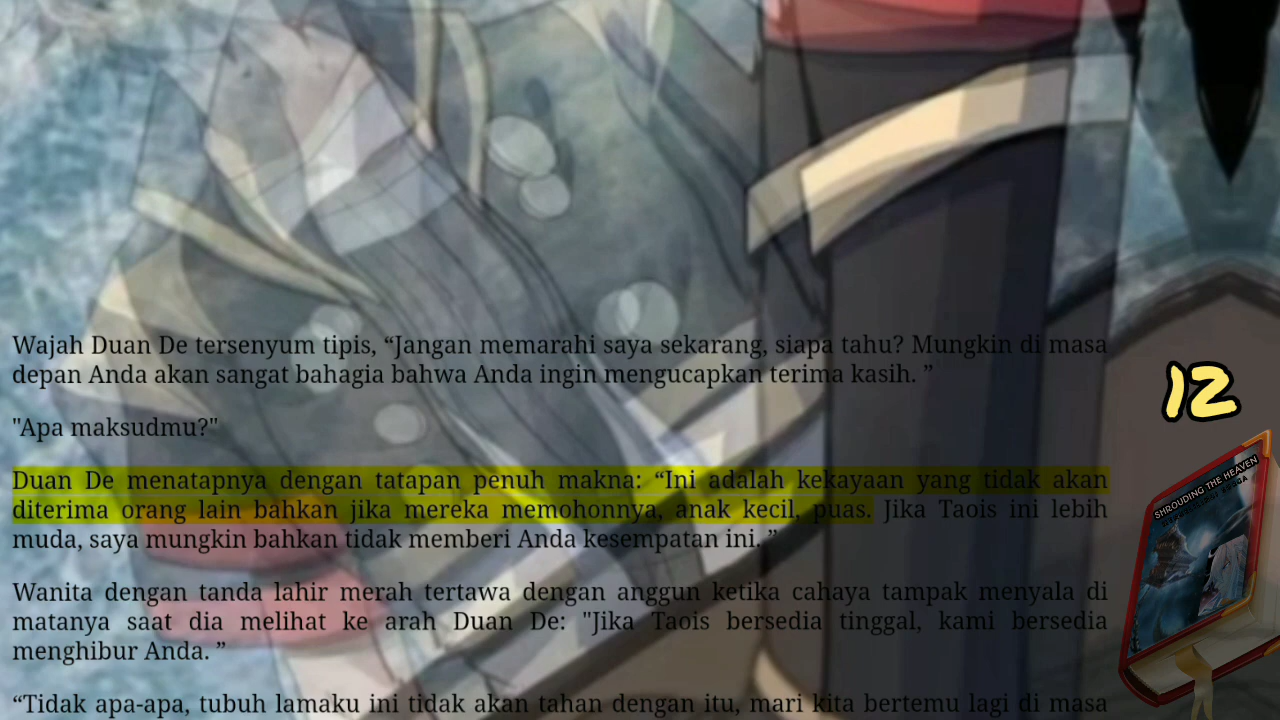 Wajah Duan De tersenyum tipis, “Jangan memarahi saya sekarang, siapa tahu? Mungkin di masa
depan Anda akan sangat bahagia bahwa Anda ingin mengucapkan terima kasih. ”
"Apa maksudmu?"
Duan De menatapnya dengan tatapan penuh makna: “Ini adalah kekayaan yang tidak akan
diterima orang lain bahkan jika mereka memohonnya, anak kecil, puas. Jika Taois ini lebih
muda, saya mungkin bahkan tidak memberi Anda kesempatan ini. ”
Wanita dengan tanda lahir merah tertawa dengan anggun ketika cahaya tampak menyala di
matanya saat dia melihat ke arah Duan De: "Jika Taois bersedia tinggal, kami bersedia
menghibur Anda. ”
“Tidak apa-apa, tubuh lamaku ini tidak akan tahan dengan itu, mari kita bertemu lagi di masa
12
SHROUDING THE HEAVEN